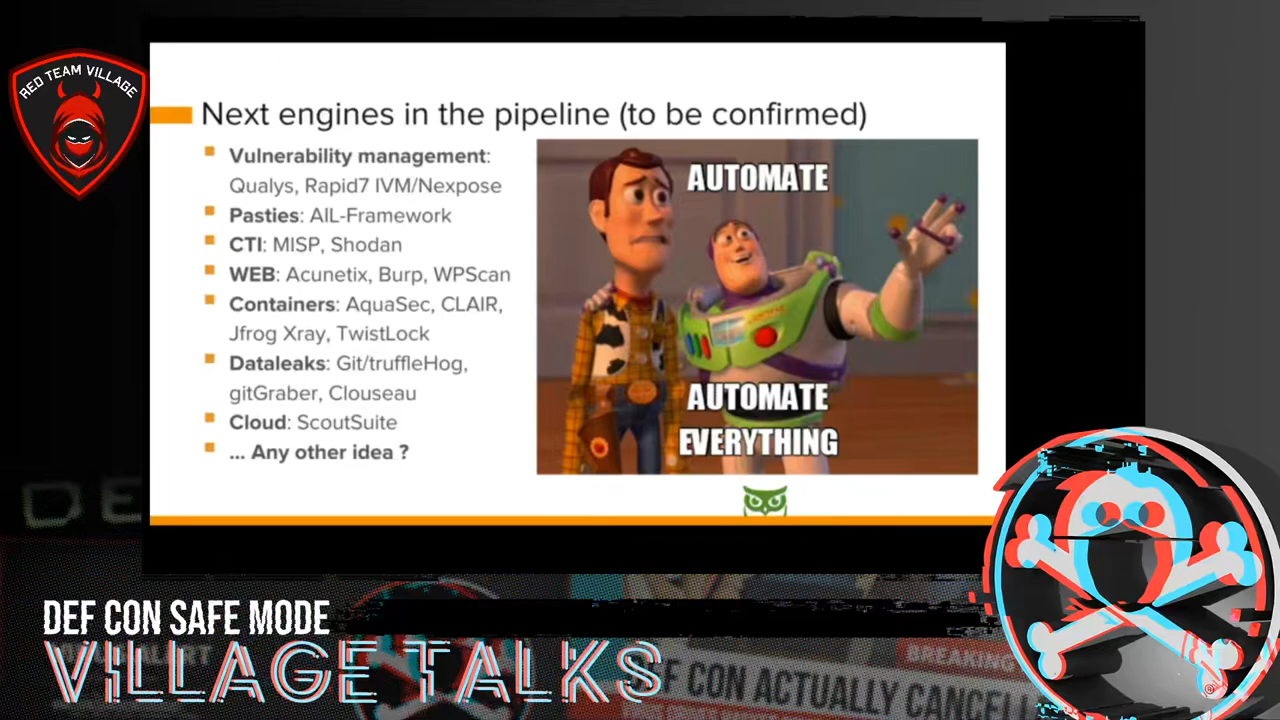 RED TEAM VILLAGE
Next engines in the pipeline (to be confirmed)
Vulnerability management:
Qualys, Rapid7 IVM/Nexpose
Pasties: AIL-Framework
CTI: MISP, Shodan
WEB: Acunetix, Burp, WPScan
Containers: AquaSec, CLAIR,
Jfrog Xray, TwistLock
Dataleaks: Git/truffleHog,
gitGraber, Clouseau
Cloud: ScoutSuite
... Any other idea ?
AUTOMATE
AUTOMATE
EVERYTHING
DE
DEF CON SAFE MODE
VILLAGE TALKS
BREAKING
F CON ACTUALLY CANCELL